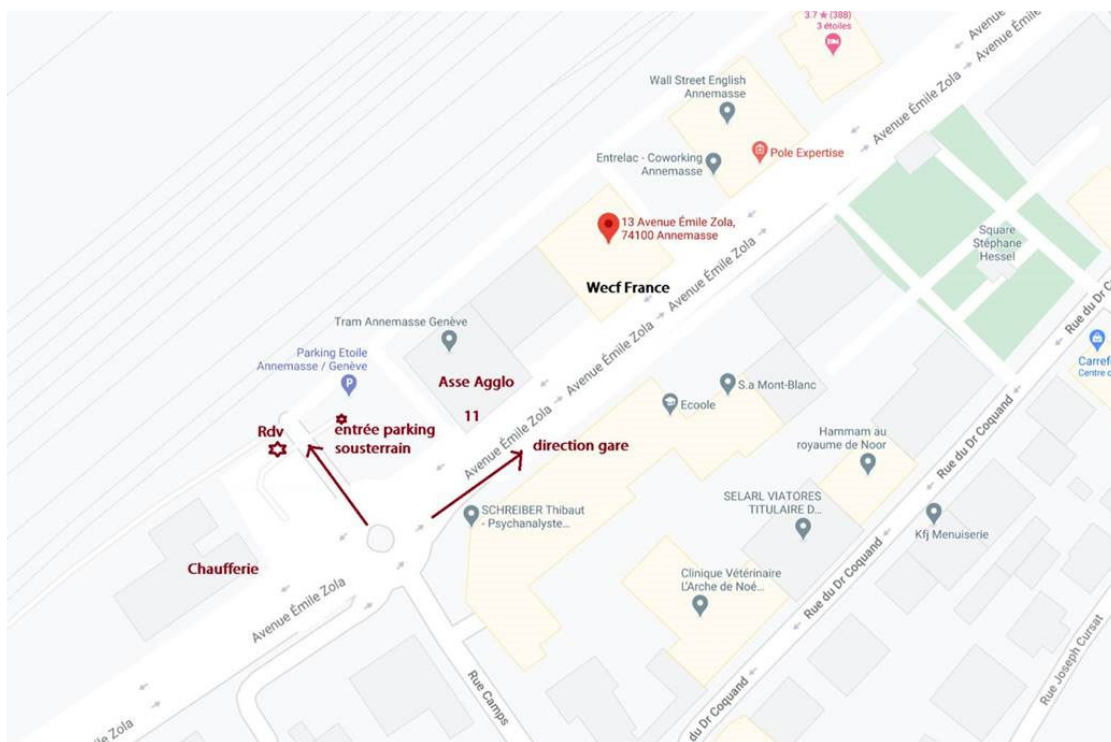 3.7 ★ (388)
3 étoiles
Avenue Émile
Avenue Émile
Wall Street English
Annemasse
Avenue Émile Zola
Pole Expertise
Entrelac - Coworking
Annemasse
13 Avenue Émile Zola,
74100 Annemasse
Square
Stéphane
Hessel
Avenue Émile Zola
Wecf France
Rue du Dr C
Tram Annemasse Genève
Parking Etoile
Annemasse / Genève
P
Carref
Centre c
Avenue Émile Zola
Asse Agglo
11
S.a Mont-Blanc
Ecoole
Rdv
entrée parking
sousterrain
Avenue Émile Zola
direction gare
Hammam au
royaume de Noor
Rue du Dr Coquand
SCHREIBER Thibaut
- Psychanalyste...
SELARL VIATORES
TITULAIRE D...
Kfj Menuiserie
Chaufferie
Clinique Vétérinaire
L'Arche de Noé...
Rue du Dr Coquand
Avenue Émile Zola
Rue Camps
Rue Joseph Cursat
du Dr Coquand
Émile Zola